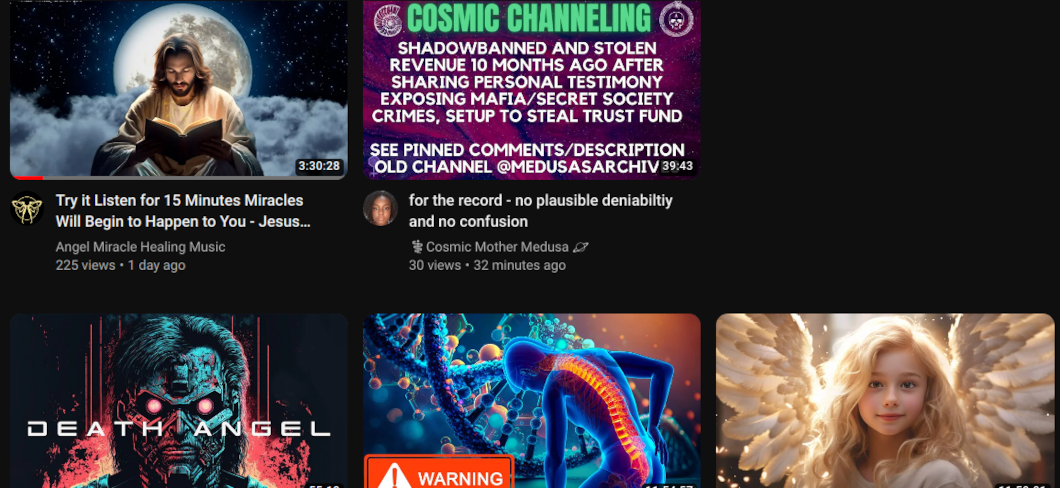 COSMIC CHANNELING
SHADOWBANNED AND STOLEN
REVENUE 10 MONTHS AGO AFTER
SHARING PERSONAL TESTIMONY
EXPOSING MAFIA/SECRET SOCIETY
CRIMES, SETUP TO STEAL TRUST FUND
SEE PINNED COMMENTS/DESCRIPTION
OLD CHANNEL @MEDUSASARCHIV
3:30:28
39:43
Try it Listen for 15 Minutes Miracles
Will Begin to Happen to You - Jesus...
Angel Miracle Healing Music
225 views • 1 day ago
for the record - no plausible deniabiltiy
and no confusion
Cosmic Mother Medusa
30 views • 32 minutes ago
DEATH ANGEL
WARNING